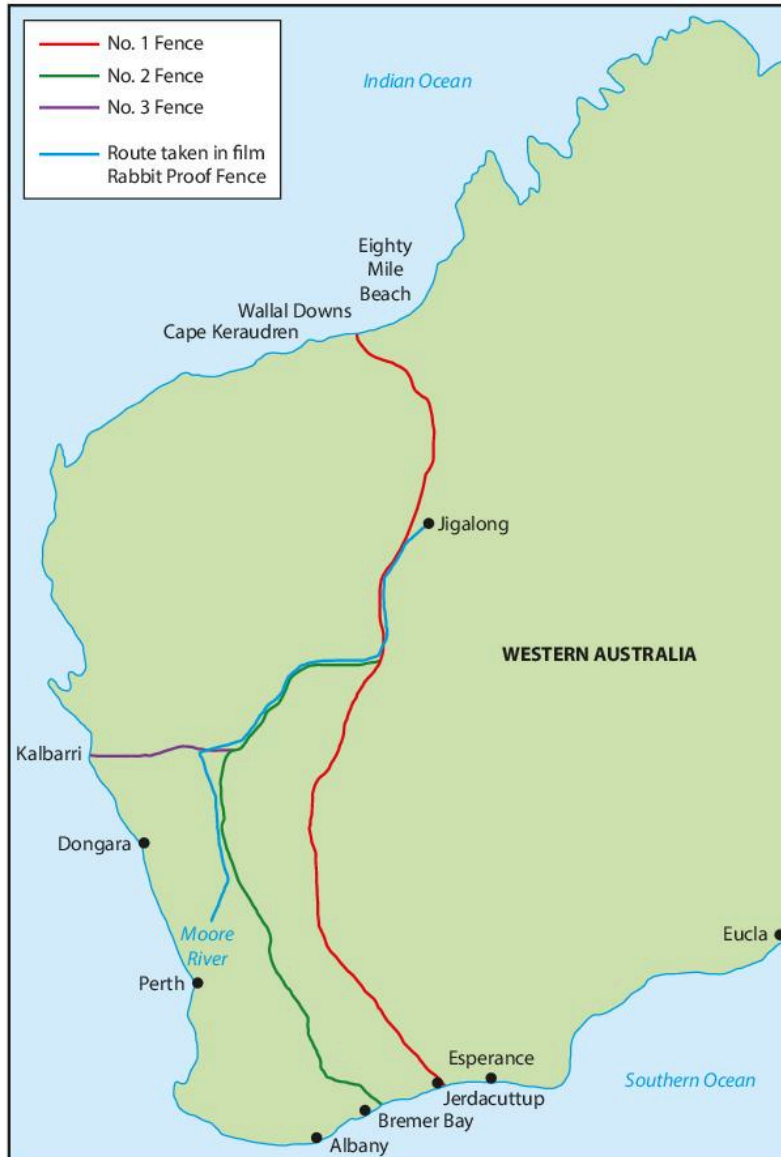 No. 1 Fence
No. 2 Fence
No. 3 Fence
Route taken in film
Rabbit Proof Fence
Indian Ocean
Eighty
Mile
Beach
Wallal Downs
Cape Keraudren
Jigalong
WESTERN AUSTRALIA
Kalbarri
Dongara
Moore
River
Eucla
Perth
Esperance
Southern Ocean
Jerdacuttup
Bremer Bay
Albany